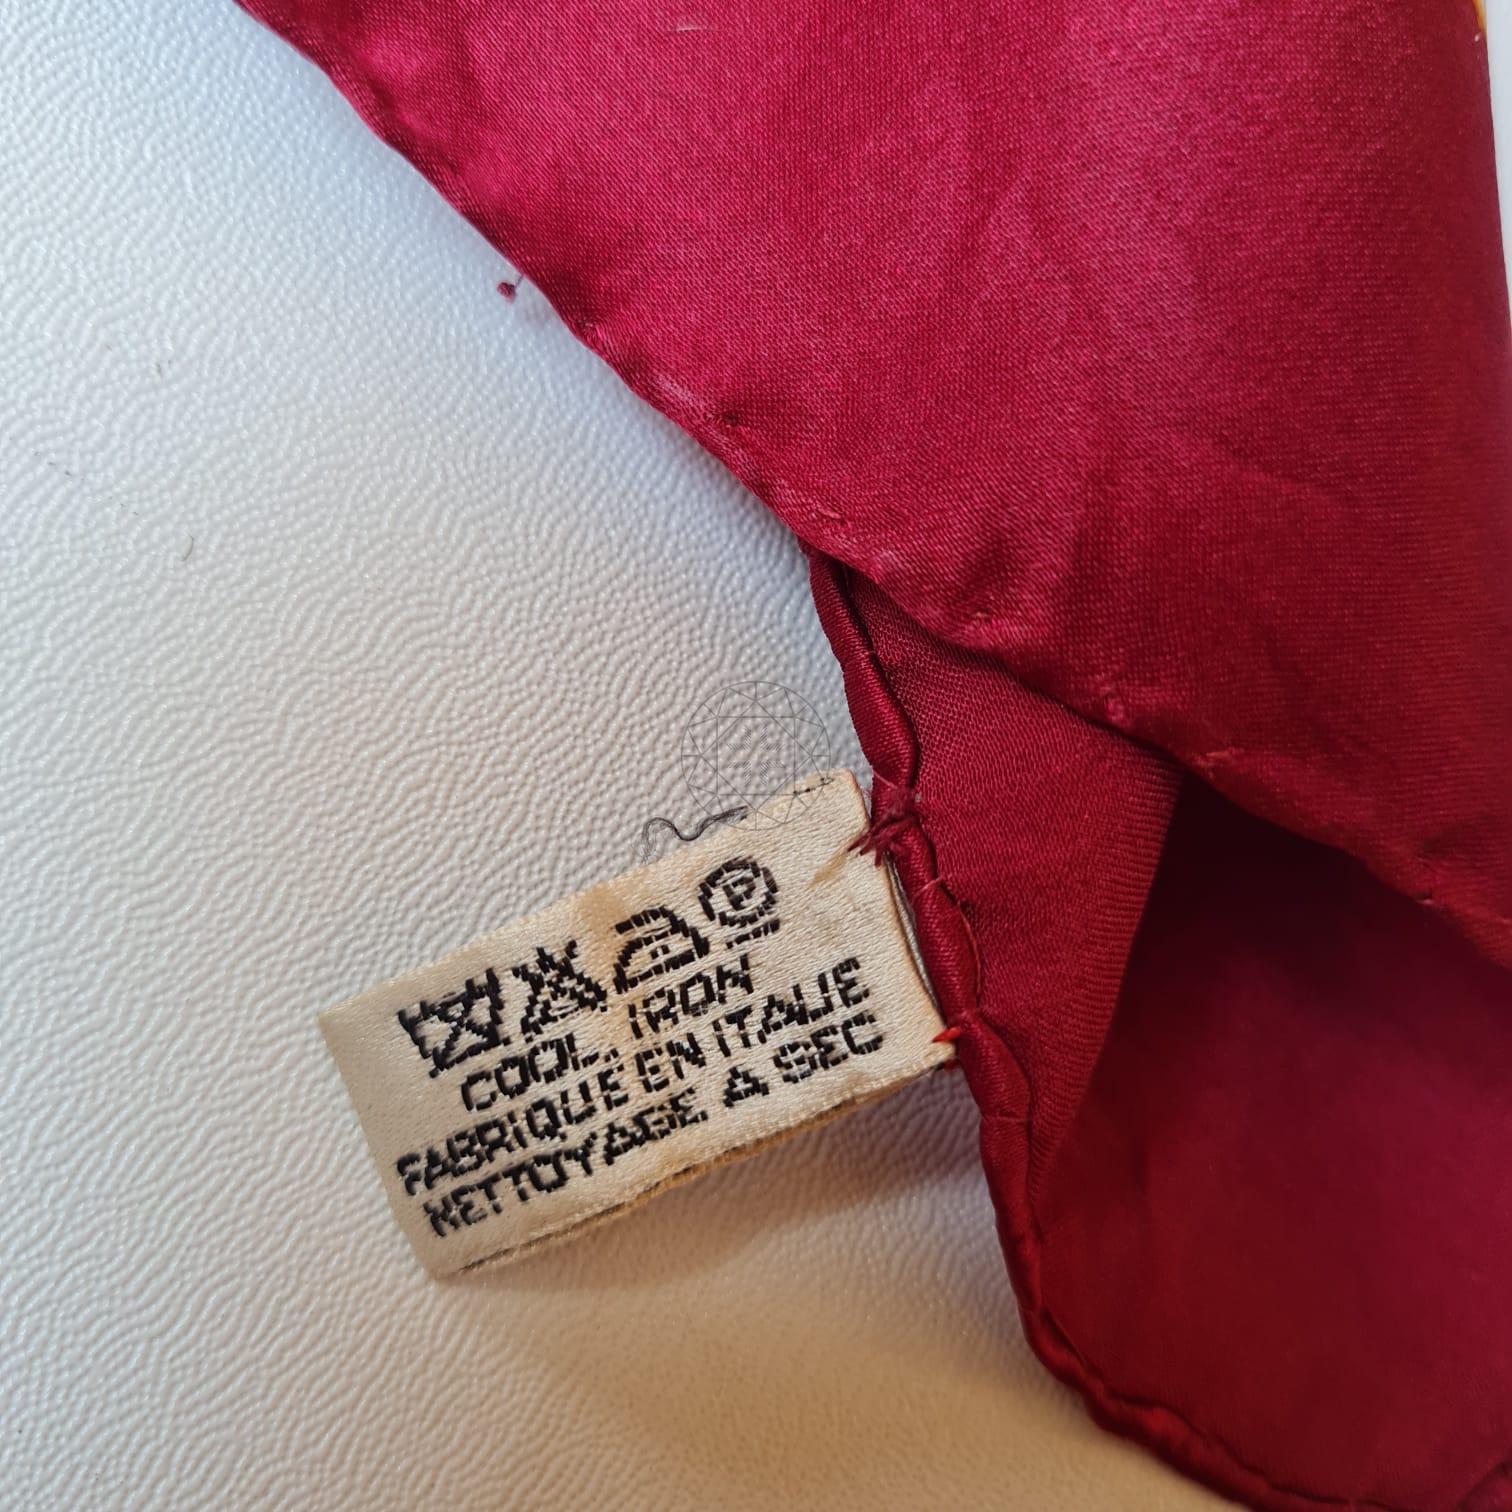 P
COOL IRON
FABRIQUE EN ITALIE
NETTOYAGE A SEC